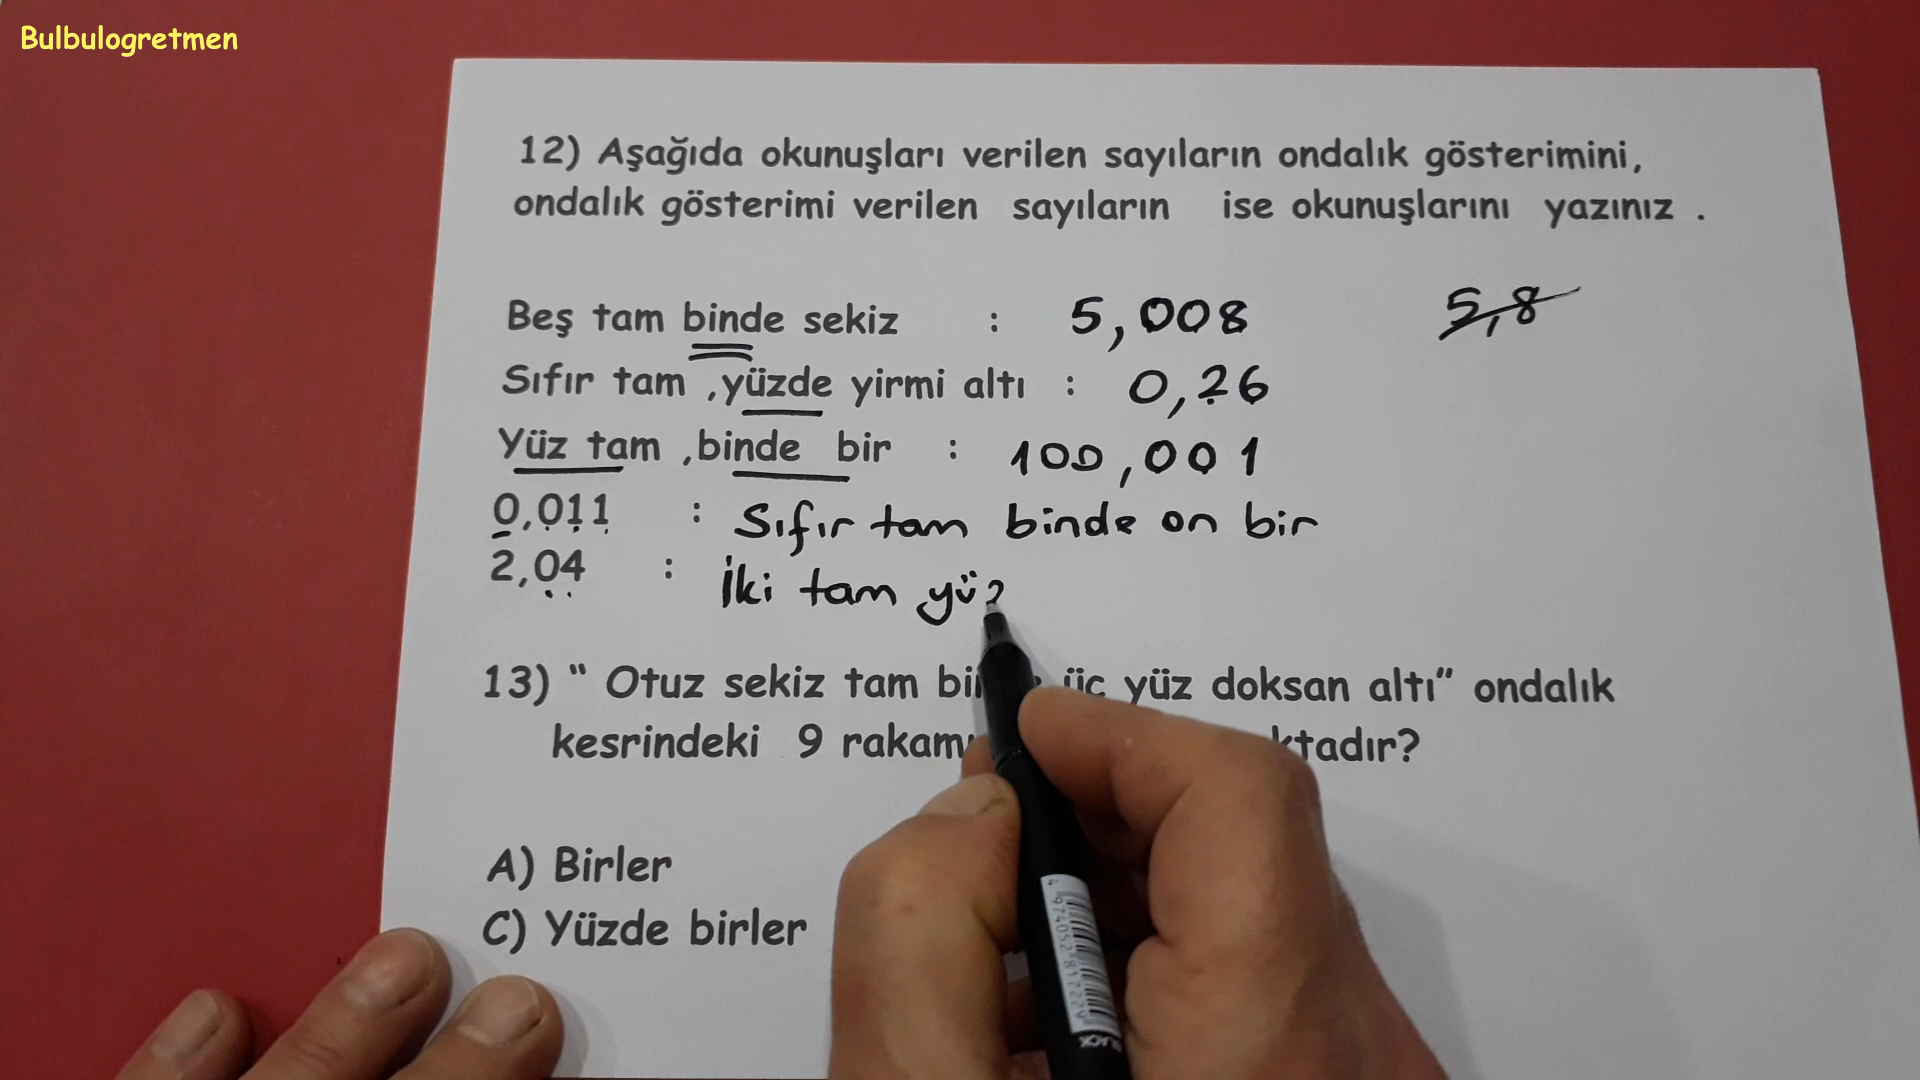 Bulbulogretmen
12) Aşağıda okunuşları verilen sayıların ondalık gösterimini,
ondalık gösterimi verilen sayıların ise okunuşlarını yazınız .
Beş tam binde sekiz : 5,008 5,8
Sıfır tam ,yüzde yirmi altı : 0,26
Yüz tam ,binde bir : 100,001
0,011 : Sıfır tam binde on bir
2,04 : İki tam yüz
13) " Otuz sekiz tam üç yüz doksan altı" ondalık
kesrindeki 9
A) Birler
C) Yüzde birler
BLACK